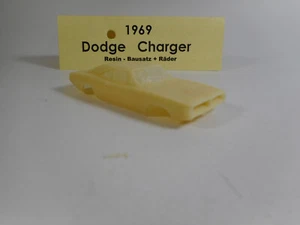 1969
Dodge Charger
Resin - Bausatz + Räder